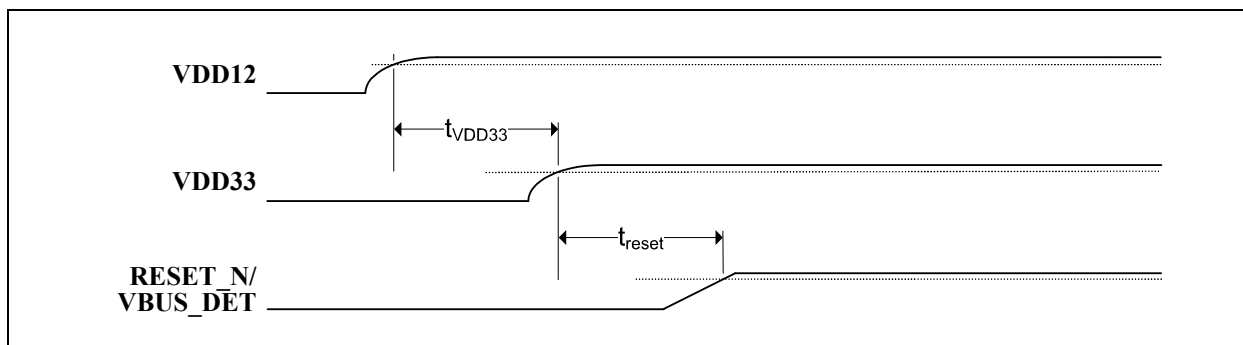 VDD12
tVDD33
VDD33
treset
RESET_N/
VBUS_DET